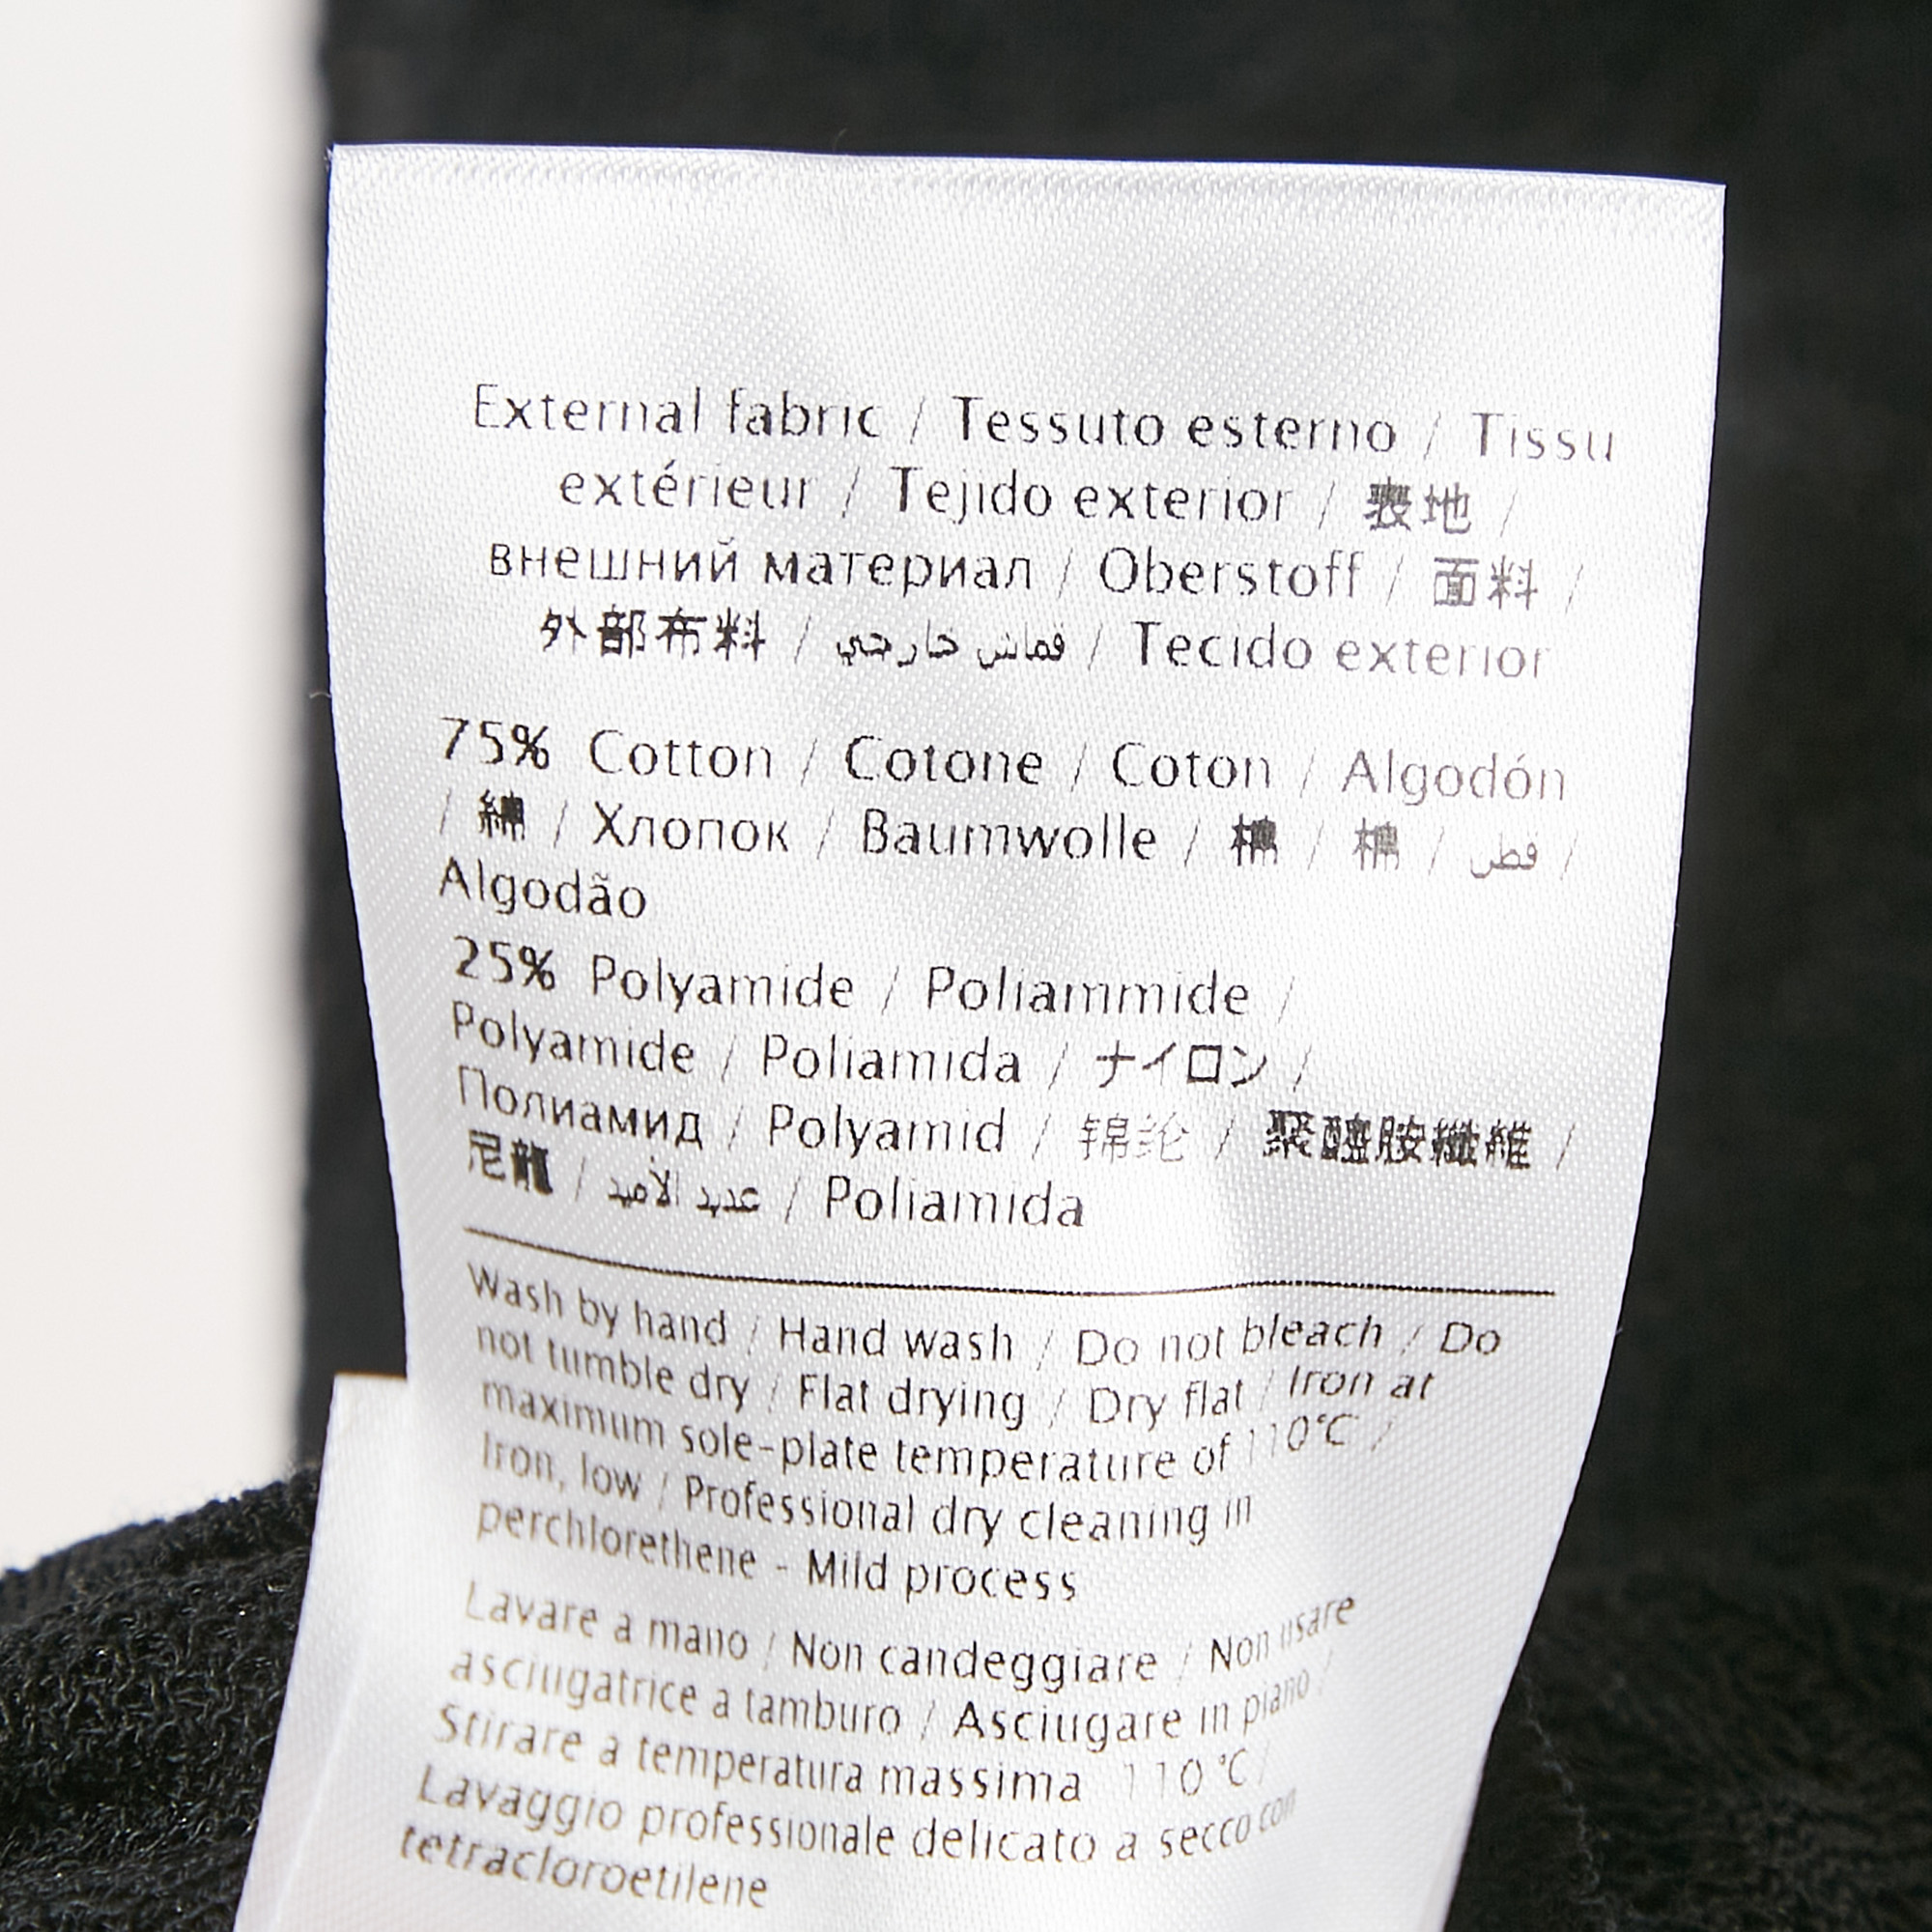 External fabric / Tessuto esterno / Tissu
extérieur / Tejido exterior / 表地 /
внешний материал / Oberstoff / 面料 /
外部布料 / قماش خارجي / Tecido exterior
75% Cotton / Cotone / Coton / Algodón
/ 綿 / Хлопок / Baumwolle / 棉 / 棉 / قطن /
Algodão
25% Polyamide / Poliammide /
Polyamide / Poliamida / ナイロン /
Полиамид / Polyamid / 锦纶 / 聚醯胺纖維 /
尼龍 / عديد الأميد / Poliamida
Wash by hand / Hand wash / Do not bleach / Do
not tumble dry / Flat drying / Dry flat / Iron at
maximum sole-plate temperature of 110°C /
Iron, low / Professional dry cleaning in
perchlorethene - Mild process
Lavare a mano / Non candeggiare / Non usare
asciugatrice a tamburo / Asciugare in piano /
Stirare a temperatura massima 110 °C/
Lavaggio professionale delicato a secco con
tetracloroetilene